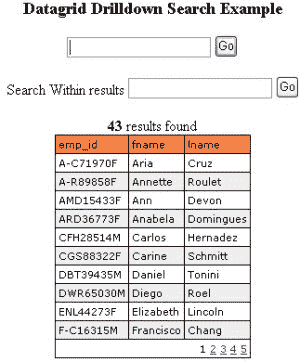 Datagrid Drilldown Search Example
Go
Search Within results Go
43 results found
emp_id fname lname
A-C71970F Aria Cruz
A-R89858F Annette Roulet
AMD15433F Ann Devon
ARD36773F Anabela Domingues
CFH28514M Carlos Hernadez
CGS88322F Carine Schmitt
DBT39435M Daniel Tonini
DWR65030M Diego Roel
ENL44273F Elizabeth Lincoln
F-C16315M Francisco Chang
1 2 3 4 5